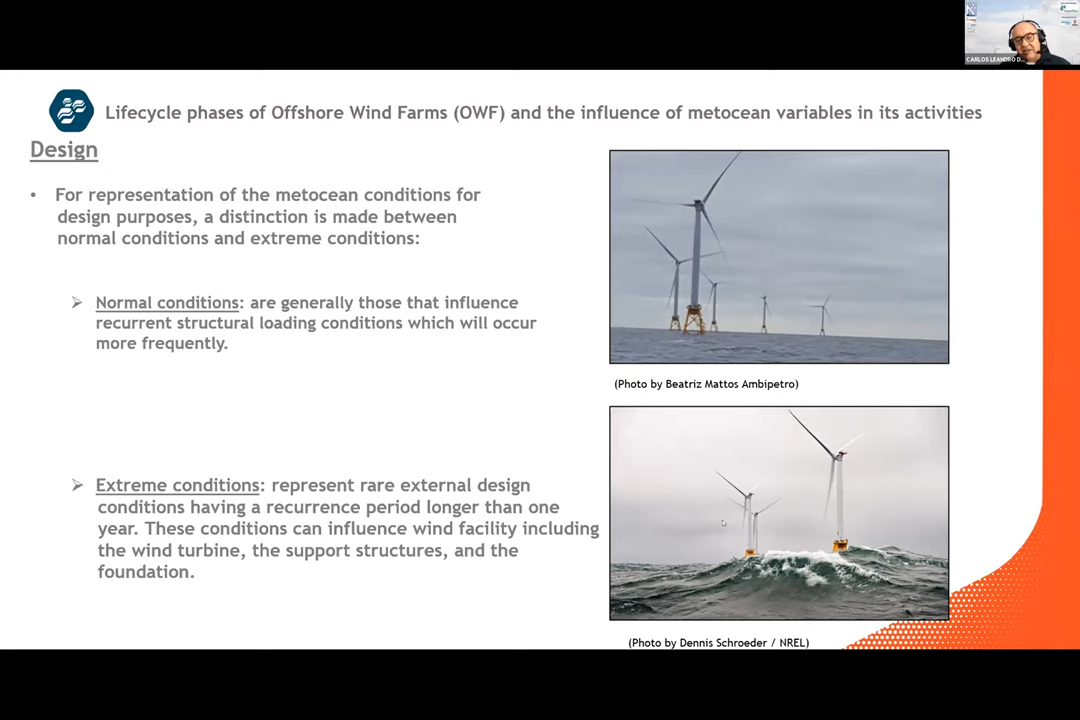 CARLOS LEANDRO D...
Lifecycle phases of Offshore Wind Farms (OWF) and the influence of metocean variables in its activities
Design
• For representation of the metocean conditions for
design purposes, a distinction is made between
normal conditions and extreme conditions:
➢ Normal conditions: are generally those that influence
recurrent structural loading conditions which will occur
more frequently.
(Photo by Beatriz Mattos Ambipetro)
➢ Extreme conditions: represent rare external design
conditions having a recurrence period longer than one
year. These conditions can influence wind facility including
the wind turbine, the support structures, and the
foundation.
(Photo by Dennis Schroeder / NREL)